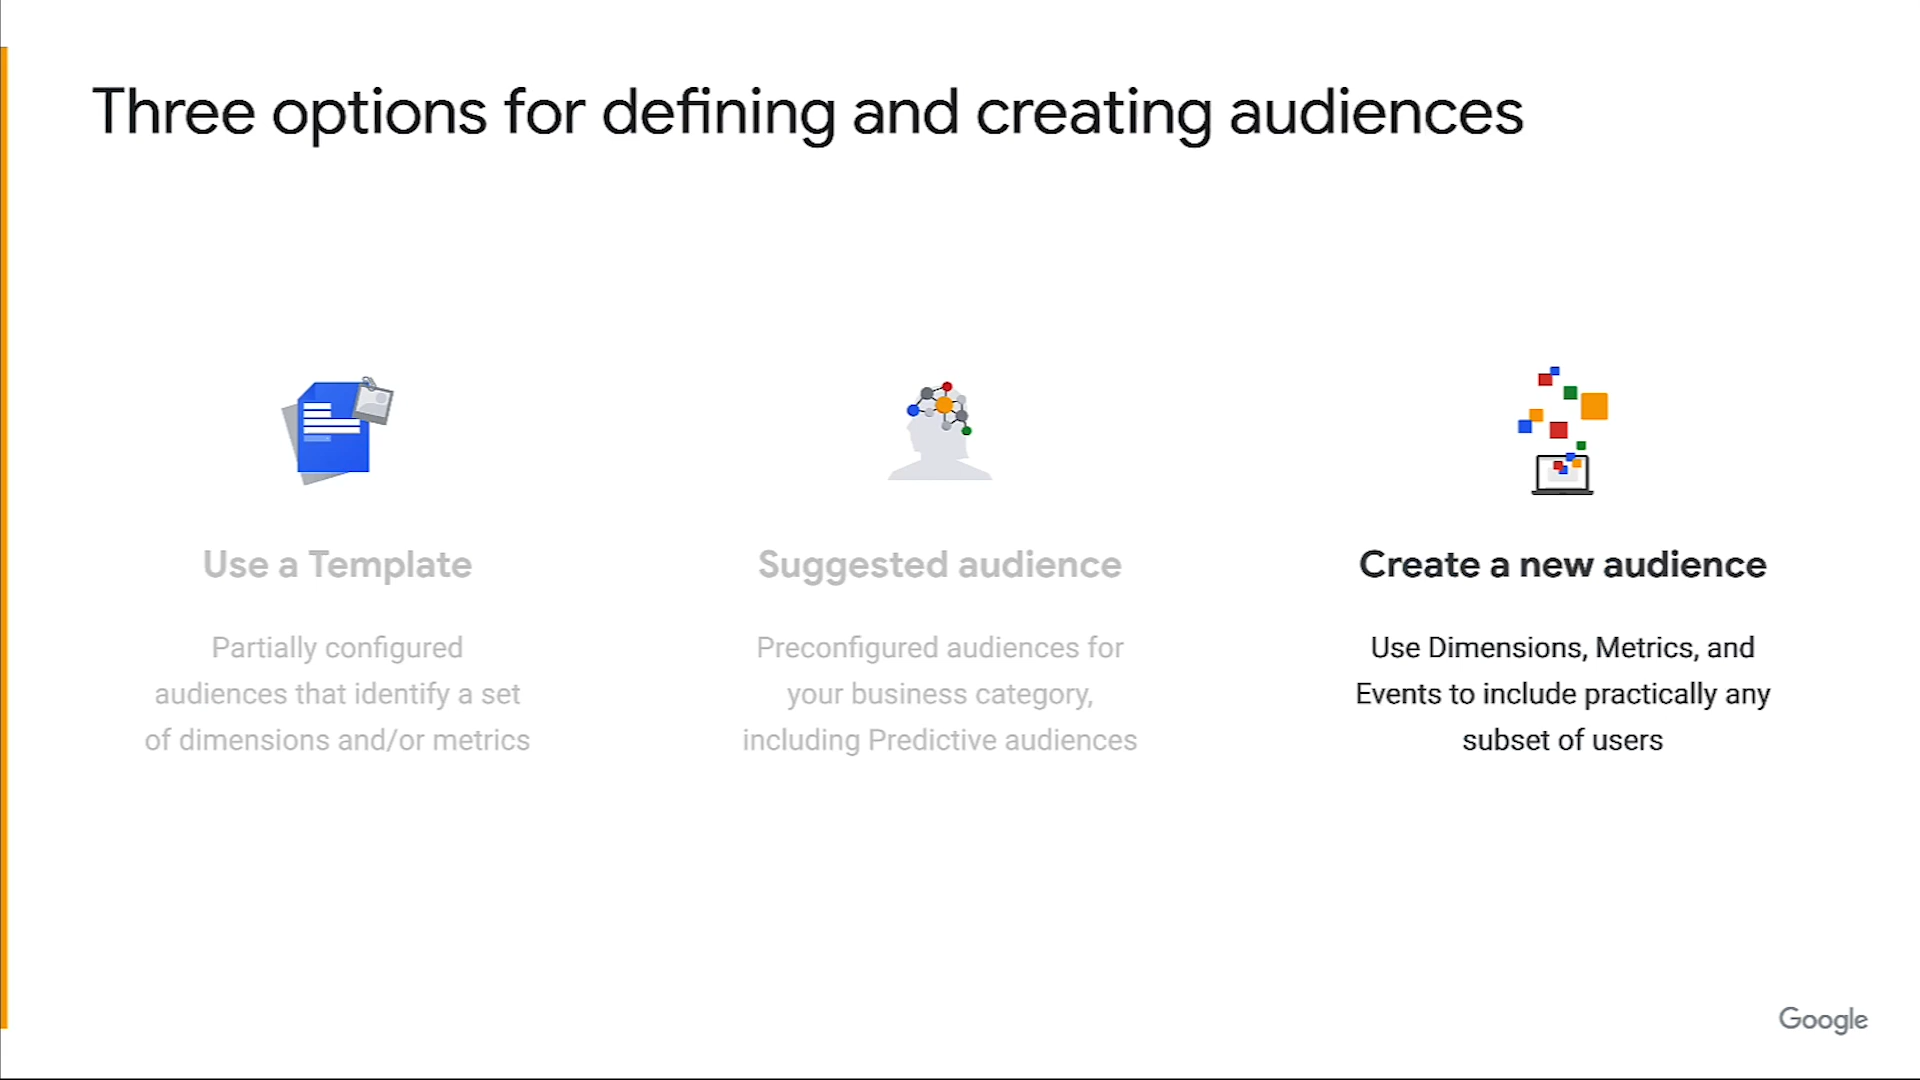 Three options for defining and creating audiences
Use a Template
Partially configured
audiences that identify a set
of dimensions and/or metrics
Suggested audience
Preconfigured audiences for
your business category,
including Predictive audiences
Create a new audience
Use Dimensions, Metrics, and
Events to include practically any
subset of users
Google